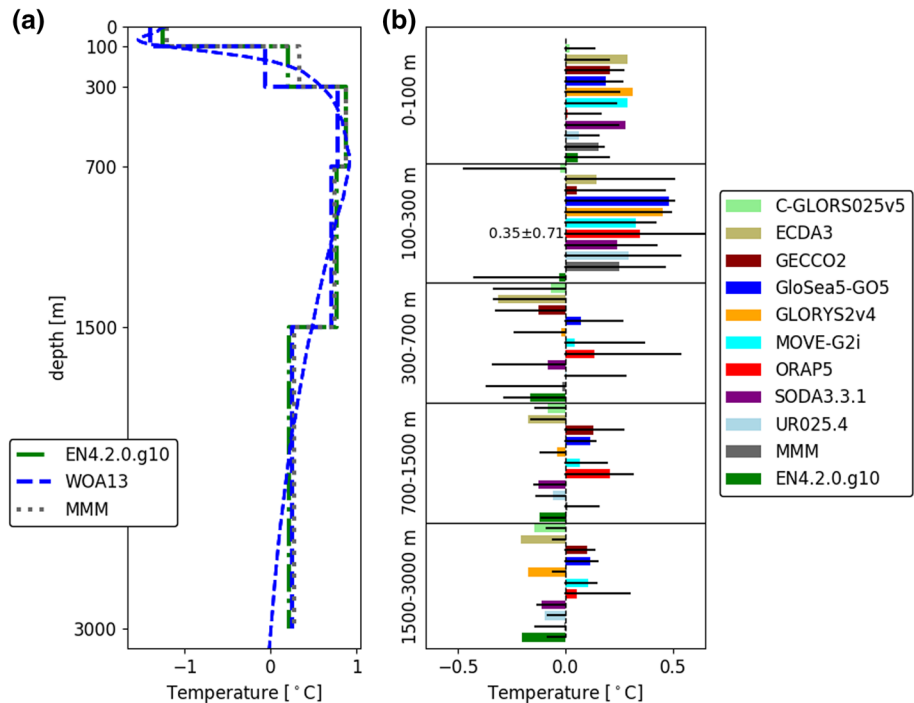 (a)
0
100
300
700
1500
3000
depth [m]
−1
0
1
Temperature [ °C]
EN4.2.0.g10
WOA13
MMM
(b)
0-100 m
100-300 m
300-700 m
700-1500 m
1500-3000 m
0.35±0.71
−0.5
0.0
0.5
Temperature [ °C]
C-GLORS025v5
ECDA3
GECCO2
GloSea5-GO5
GLORYS2v4
MOVE-G2i
ORAP5
SODA3.3.1
UR025.4
MMM
EN4.2.0.g10